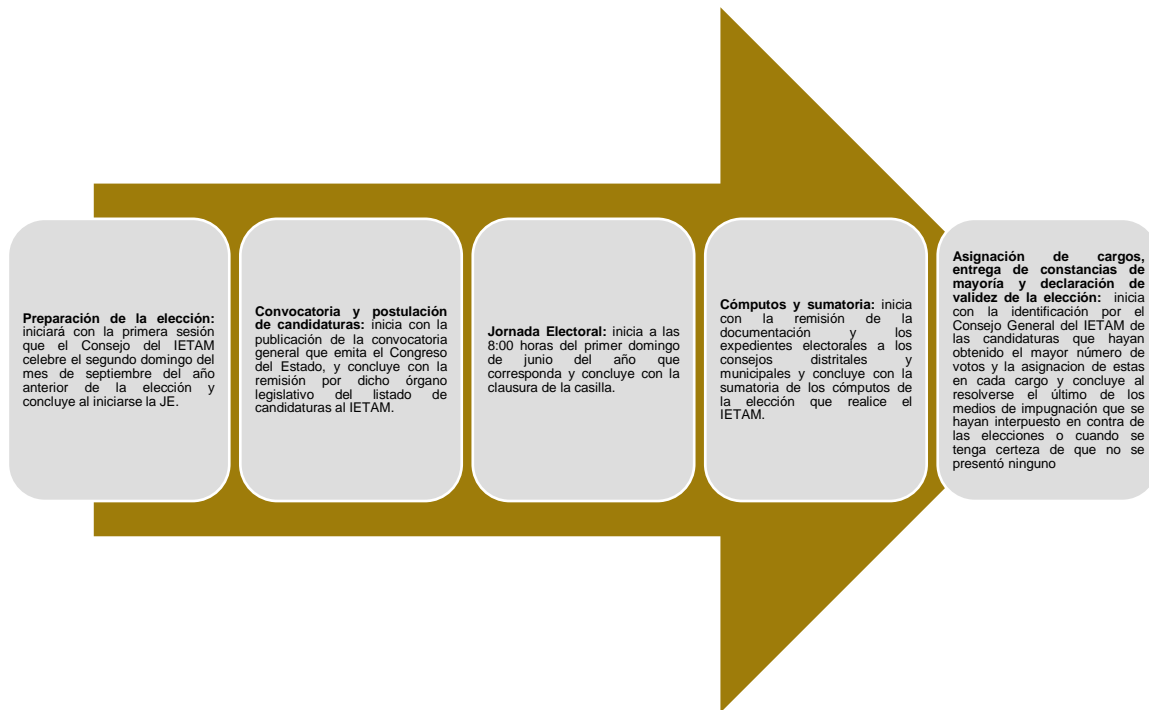 Preparación de la elección:
iniciará con la primera sesión
que el Consejo del IETAM
celebre el segundo domingo del
mes de septiembre del año
anterior de la elección y
concluye al iniciarse la JE.
Convocatoria y postulación
de candidaturas: inicia con la
publicación de la convocatoria
general que emita el Congreso
del Estado, y concluye con la
remisión por dicho órgano
legislativo del listado de
candidaturas al IETAM.
Jornada Electoral: inicia a las
8:00 horas del primer domingo
de junio del año que
corresponda y concluye con la
clausura de la casilla.
Cómputos y sumatoria: inicia
con la remisión de la
documentación y los
expedientes electorales a los
consejos distritales y
municipales y concluye con la
sumatoria de los cómputos de
la elección que realice el
IETAM.
Asignación de cargos,
entrega de constancias de
mayoría y declaración de
validez de la elección: inicia
con la identificación por el
Consejo General del IETAM de
las candidaturas que hayan
obtenido el mayor número de
votos y la asignacion de estas
en cada cargo y concluye al
resolverse el último de los
medios de impugnación que se
hayan interpuesto en contra de
las elecciones o cuando se
tenga certeza de que no se
presentó ninguno